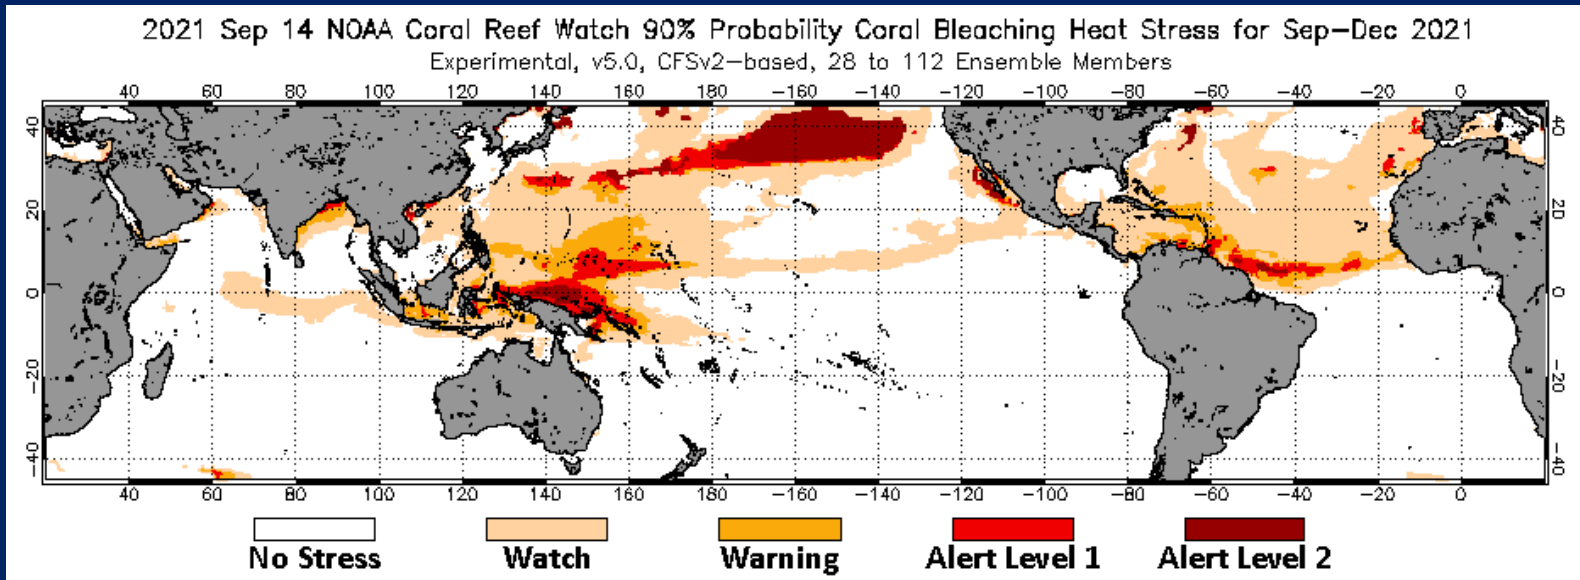 2021 Sep 14 NOAA Coral Reef Watch 90% Probability Coral Bleaching Heat Stress for Sep-Dec 2021
Experimental, v5.0, CFSv2-based, 28 to 112 Ensemble Members
40 60 80 100 120 140 160 180 -160 -140 -120 -100 -80 -60 -40 -20 0
40 40
20 20
0 0
-20 -20
-40 -40
40 60 80 100 120 140 160 180 -160 -140 -120 -100 -80 -60 -40 -20 0
No Stress Watch Warning Alert Level 1 Alert Level 2